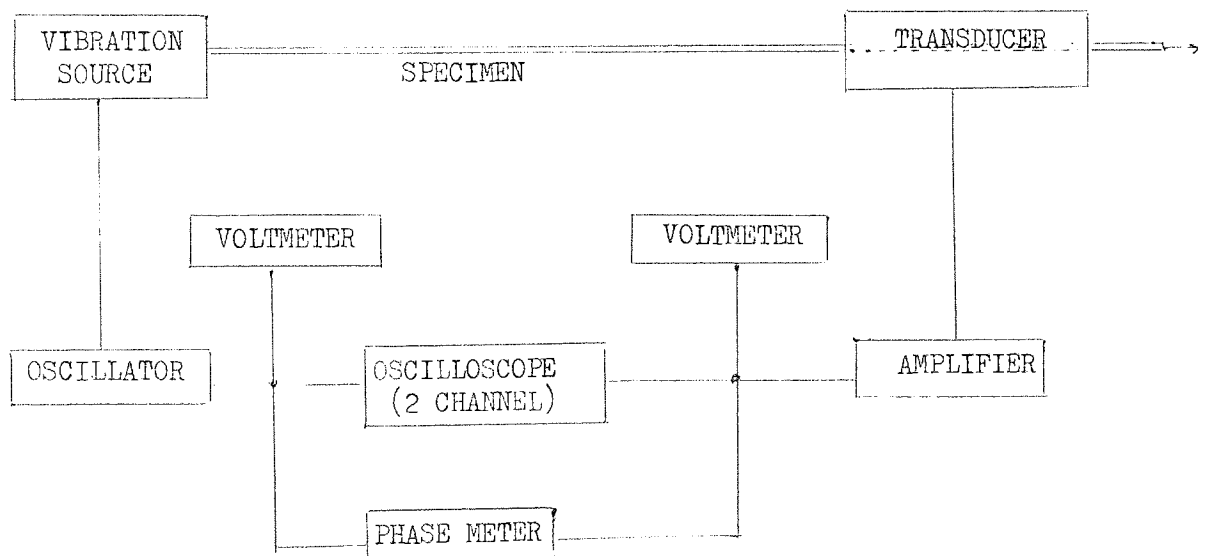 VIBRATION
SOURCE
SPECIMEN
TRANSDUCER
VOLTMETER
VOLTMETER
OSCILLATOR
OSCILLOSCOPE
(2 CHANNEL)
AMPLIFIER
PHASE METER